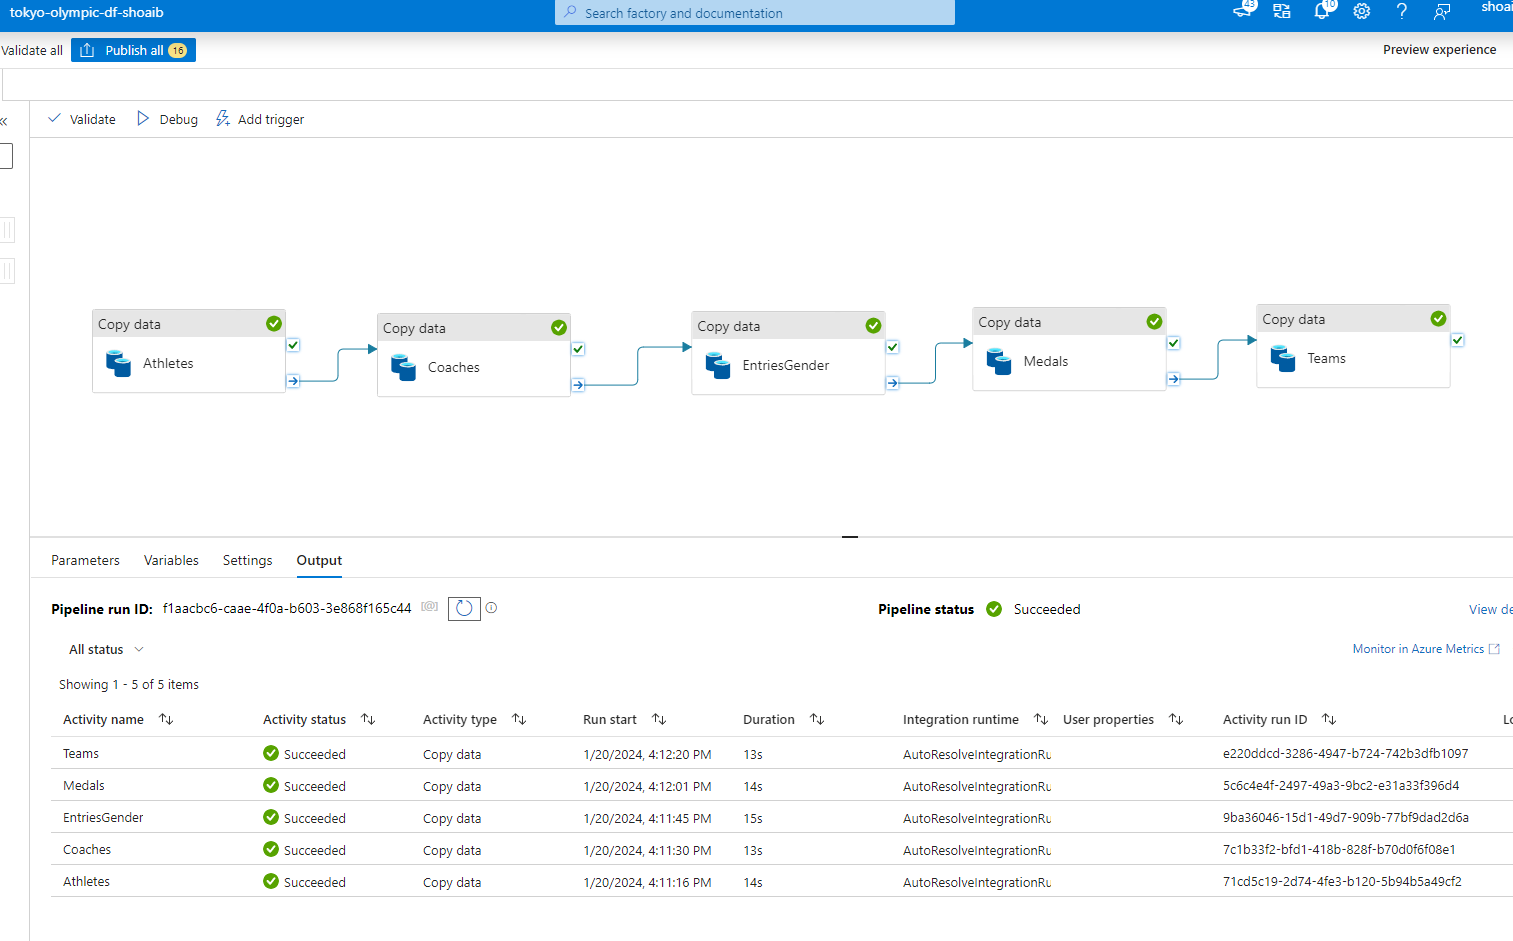 tokyo-olympic-df-shoaib
Search factory and documentation
43
10
Validate all
Publish all 16
Preview experience
Validate
Debug
Add trigger
Copy data
Athletes
Copy data
Coaches
Copy data
EntriesGender
Copy data
Medals
Copy data
Teams
Parameters Variables Settings Output
Pipeline run ID: f1aacbc6-caae-4f0a-b603-3e868f165c44
Pipeline status Succeeded
All status
Monitor in Azure Metrics
Showing 1 - 5 of 5 items
Activity name Activity status Activity type Run start Duration Integration runtime User properties Activity run ID
Teams Succeeded Copy data 1/20/2024, 4:12:20 PM 13s AutoResolveIntegrationRu e220ddcd-3286-4947-b724-742b3dfb1097
Medals Succeeded Copy data 1/20/2024, 4:12:01 PM 14s AutoResolveIntegrationRu 5c6c4e4f-2497-49a3-9bc2-e31a33f396d4
EntriesGender Succeeded Copy data 1/20/2024, 4:11:45 PM 15s AutoResolveIntegrationRu 9ba36046-15d1-49d7-909b-77bf9dad2d6a
Coaches Succeeded Copy data 1/20/2024, 4:11:30 PM 13s AutoResolveIntegrationRu 7c1b33f2-bfd1-418b-828f-b70d0f6f08e1
Athletes Succeeded Copy data 1/20/2024, 4:11:16 PM 14s AutoResolveIntegrationRu 71cd5c19-2d74-4fe3-b120-5b94b5a49cf2